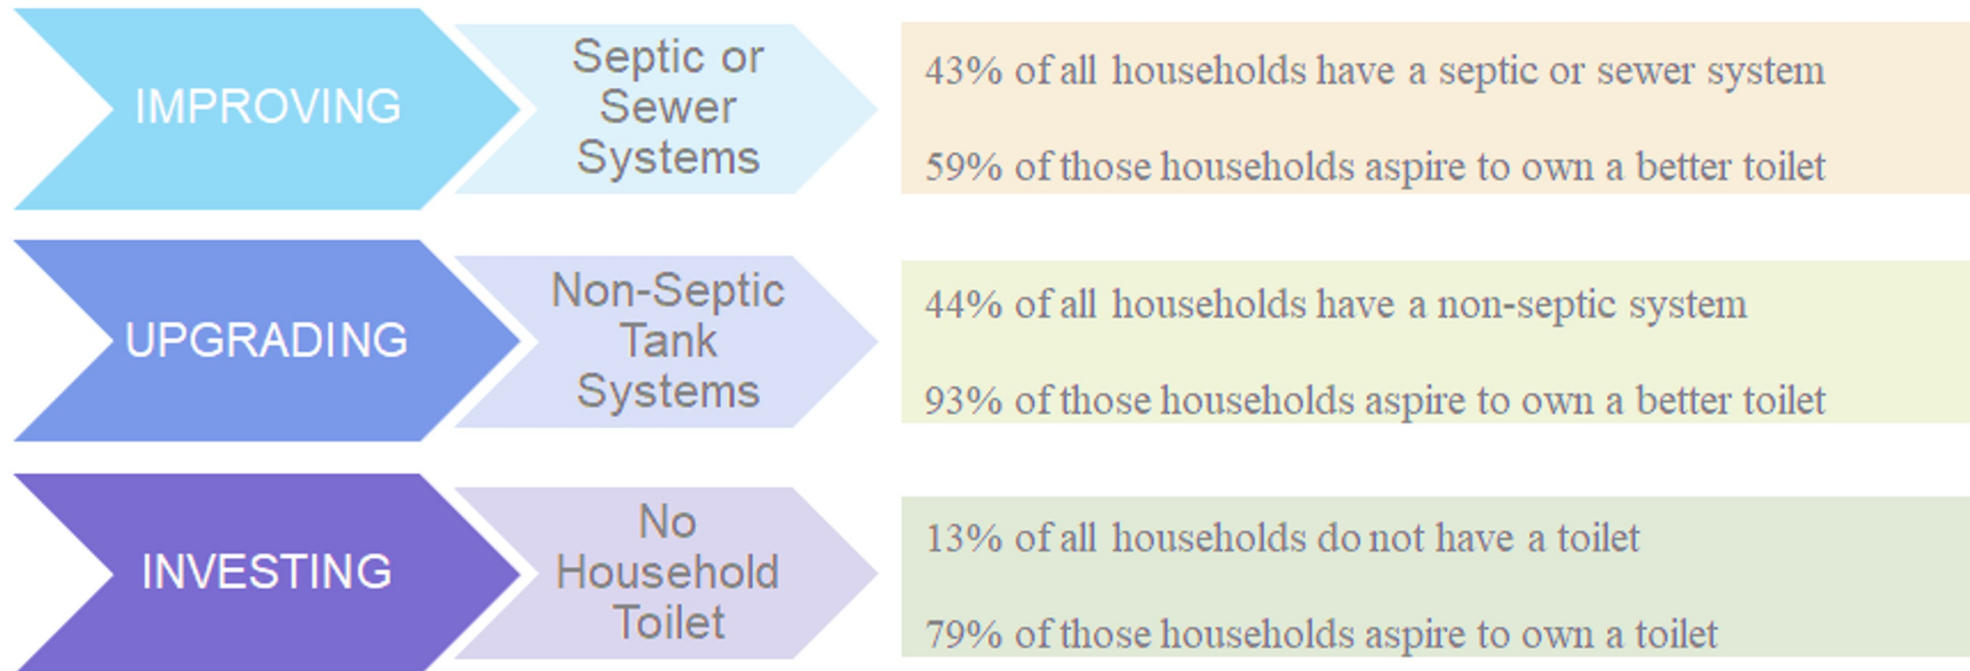 IMPROVING
Septic or
Sewer
Systems
43% of all households have a septic or sewer system
59% of those households aspire to own a better toilet
UPGRADING
Non-Septic
Tank
Systems
44% of all households have a non-septic system
93% of those households aspire to own a better toilet
INVESTING
No
Household
Toilet
13% of all households do not have a toilet
79% of those households aspire to own a toilet